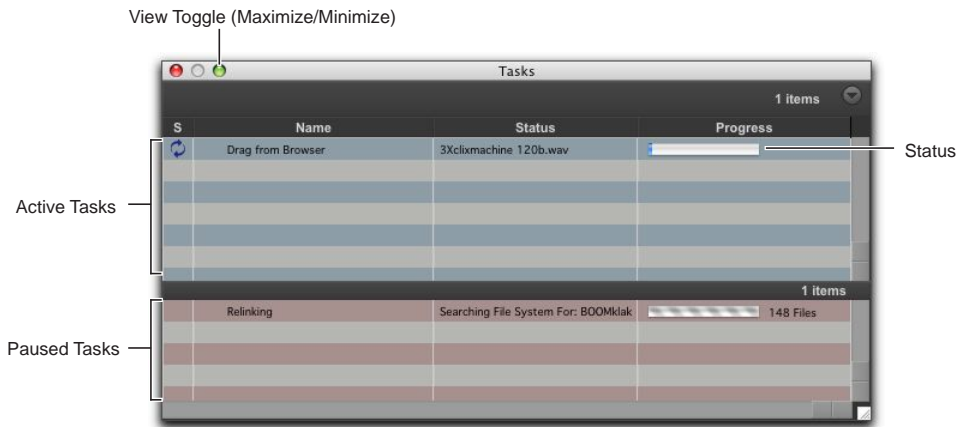 View Toggle (Maximize/Minimize)
Tasks
1 items
S Name Status Progress
Drag from Browser 3Xclixmachine 120b.wav
Status
Active Tasks
1 items
Relinking Searching File System For: BOOMklak 148 Files
Paused Tasks